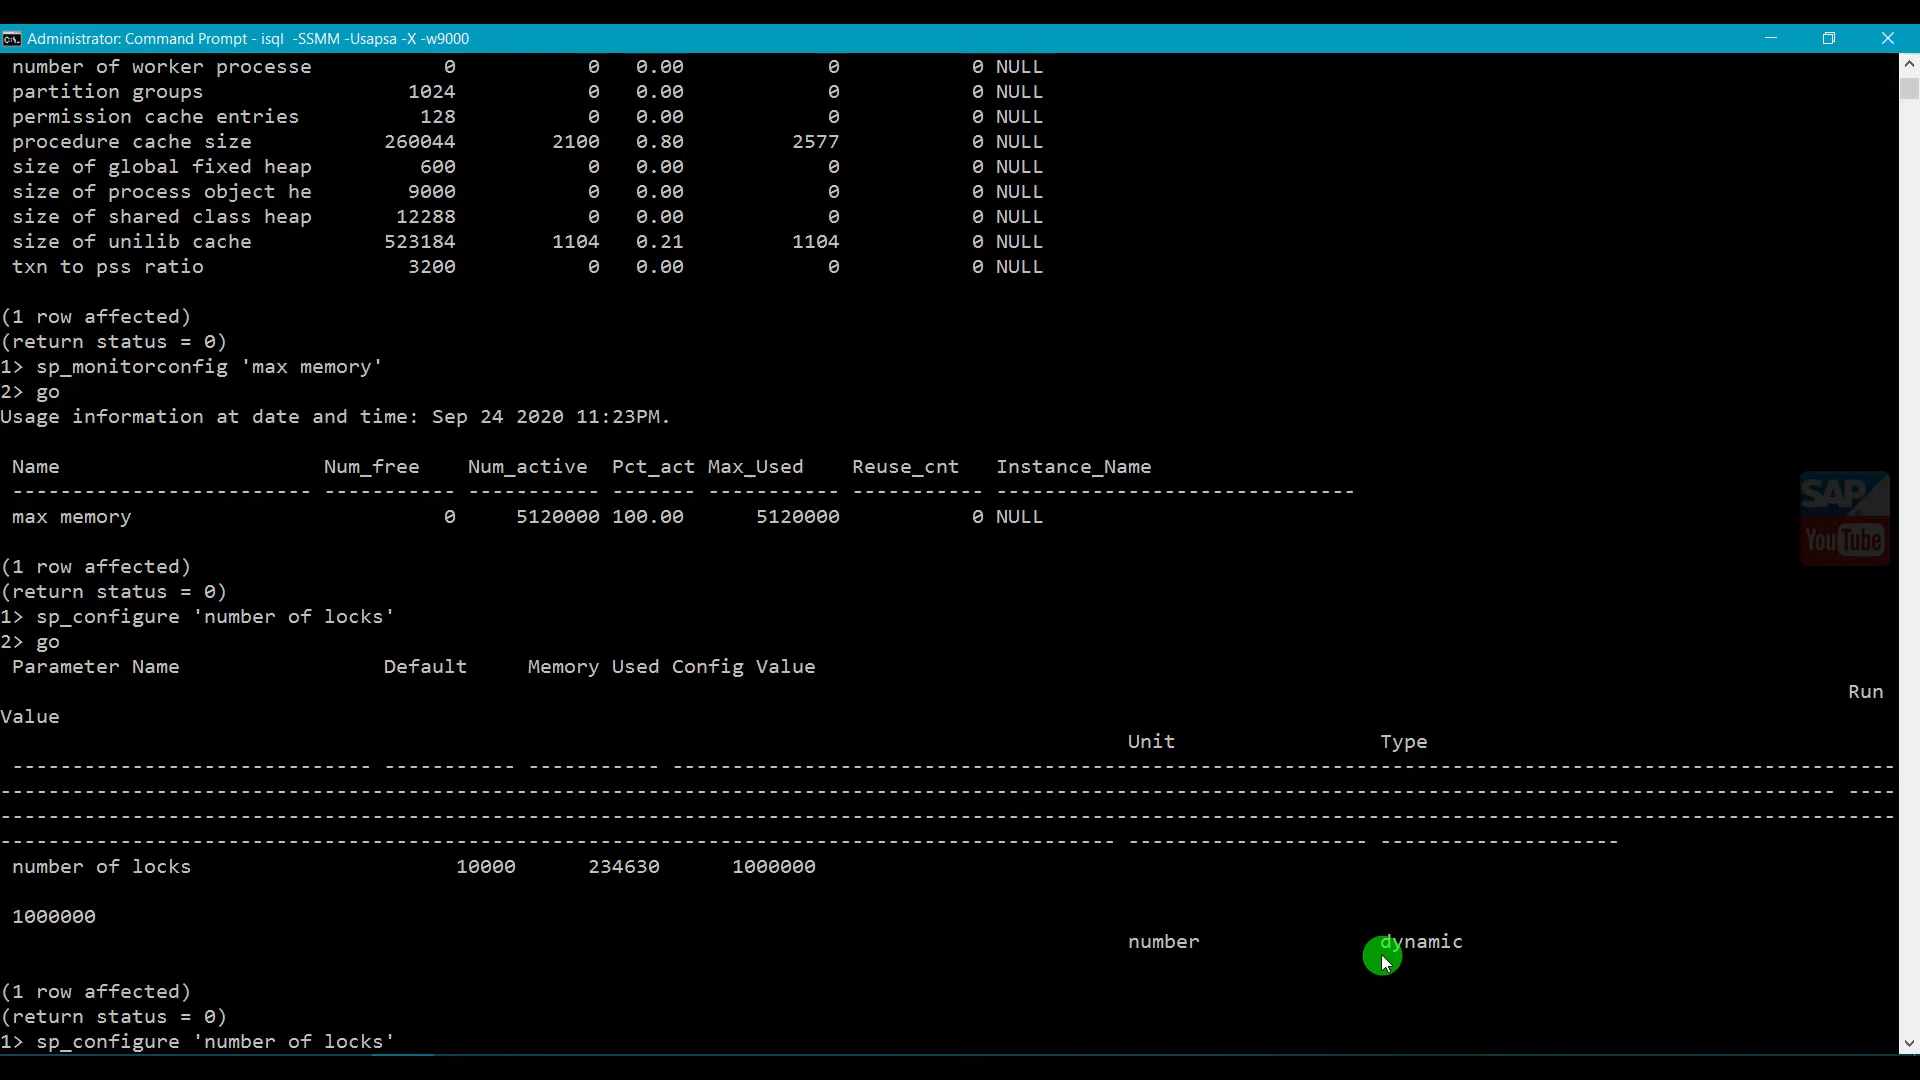 Administrator: Command Prompt - isql  -SSMM -Usapsa -X -w9000
number of worker processe           0           0   0.00           0           0 NULL
partition groups                 1024           0   0.00           0           0 NULL
permission cache entries          128           0   0.00           0           0 NULL
procedure cache size           260044        2100   0.80        2577           0 NULL
size of global fixed heap         600           0   0.00           0           0 NULL
size of process object he        9000           0   0.00           0           0 NULL
size of shared class heap       12288           0   0.00           0           0 NULL
size of unilib cache           523184        1104   0.21        1104           0 NULL
txn to pss ratio                 3200           0   0.00           0           0 NULL
(1 row affected)
(return status = 0)
1> sp_monitorconfig 'max memory'
2> go
Usage information at date and time: Sep 24 2020 11:23PM.
Name                      Num_free    Num_active  Pct_act Max_Used    Reuse_cnt   Instance_Name
------------------------- ----------- ----------- ------- ----------- ----------- ------------------------------
max memory                          0     5120000 100.00      5120000           0 NULL
SAP
YouTube
(1 row affected)
(return status = 0)
1> sp_configure 'number of locks'
2> go
Parameter Name                 Default     Memory Used Config Value
Run
Value
Unit                 Type
number of locks                      10000      234630      1000000
1000000
number               dynamic
(1 row affected)
(return status = 0)
1> sp_configure 'number of locks'